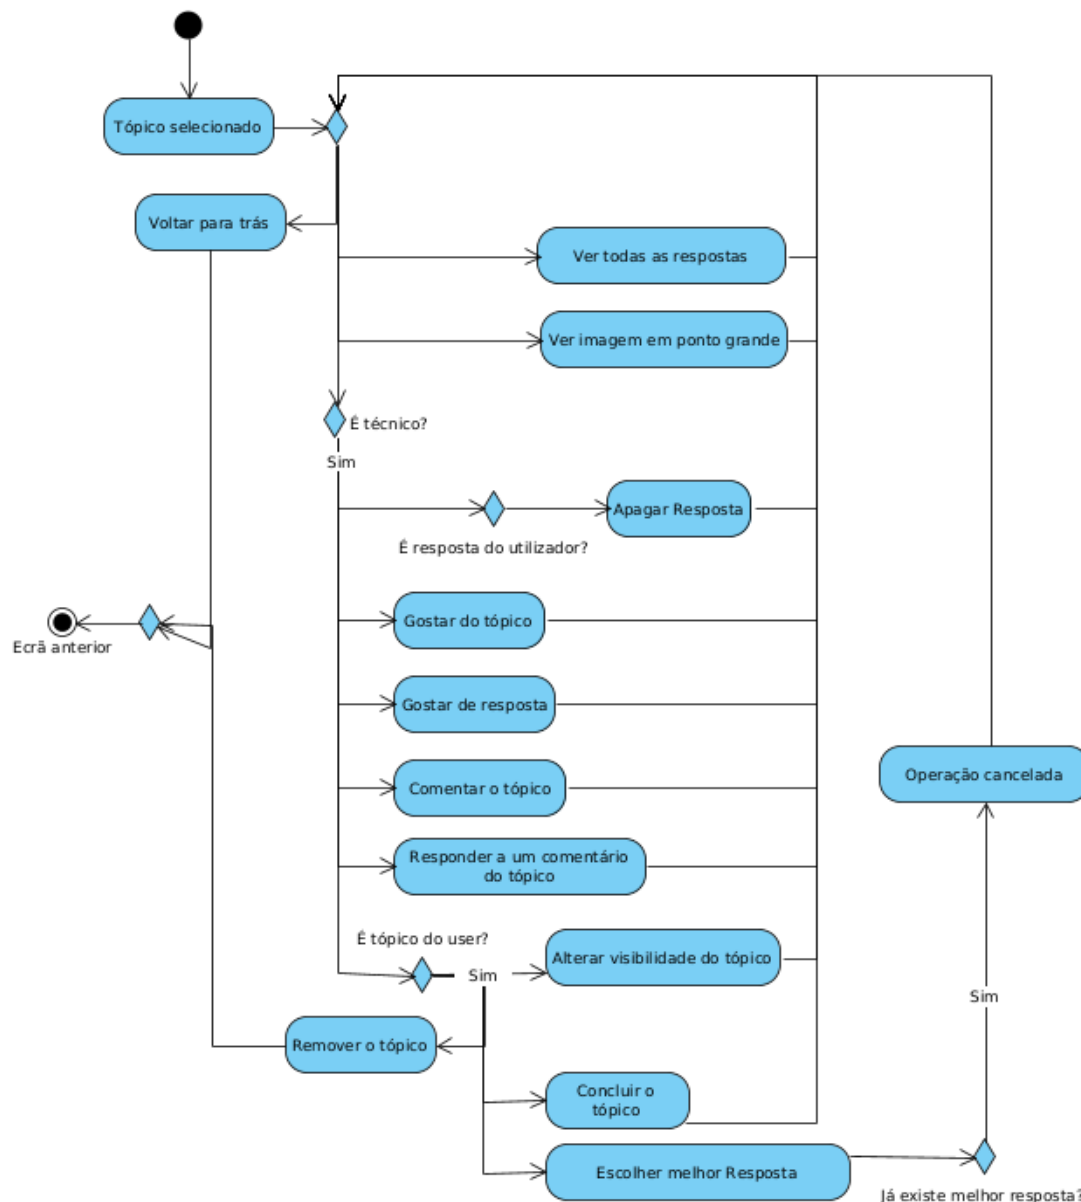 Tópico selecionado
Voltar para trás
Ver todas as respostas
Ver imagem em ponto grande
É técnico?
Sim
Apagar Resposta
É resposta do utilizador?
Gostar do tópico
Ecrã anterior
Gostar de resposta
Operação cancelada
Comentar o tópico
Responder a um comentário
do tópico
É tópico do user?
Alterar visibilidade do tópico
Sim
Sim
Remover o tópico
Concluir o
tópico
Escolher melhor Resposta
Já existe melhor resposta?